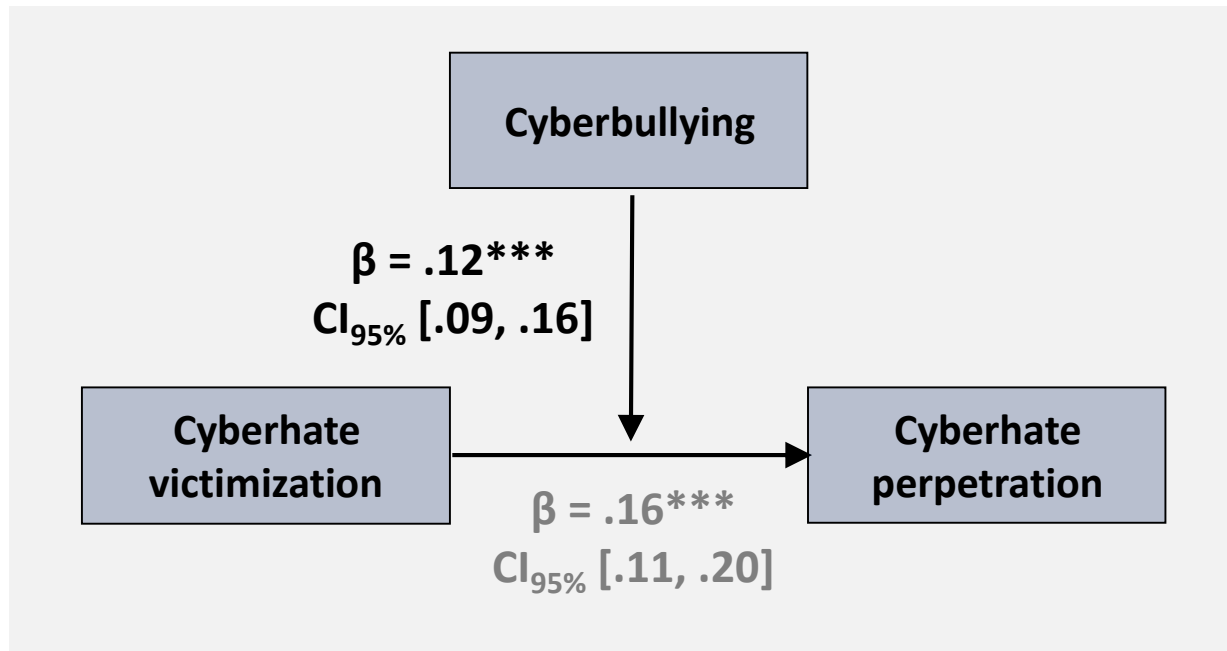 Cyberbullying
β = .12***
CI95% [.09, .16]
Cyberhate
victimization
Cyberhate
perpetration
β = .16***
CI95% [.11, .20]